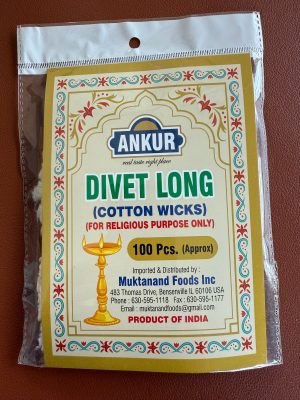 ANKUR
real taste right place
DIVET LONG
(COTTON WICKS)
(FOR RELIGIOUS PURPOSE ONLY)
100 Pcs. (Approx)
Imported & Distributed by :
Muktanand Foods Inc
483 Thomas Drive, Bensenville IL 60106 USA
Phone : 630-595-1118 Fax : 630-595-1177
Email : muktanandfoods@gmail.com
PRODUCT OF INDIA